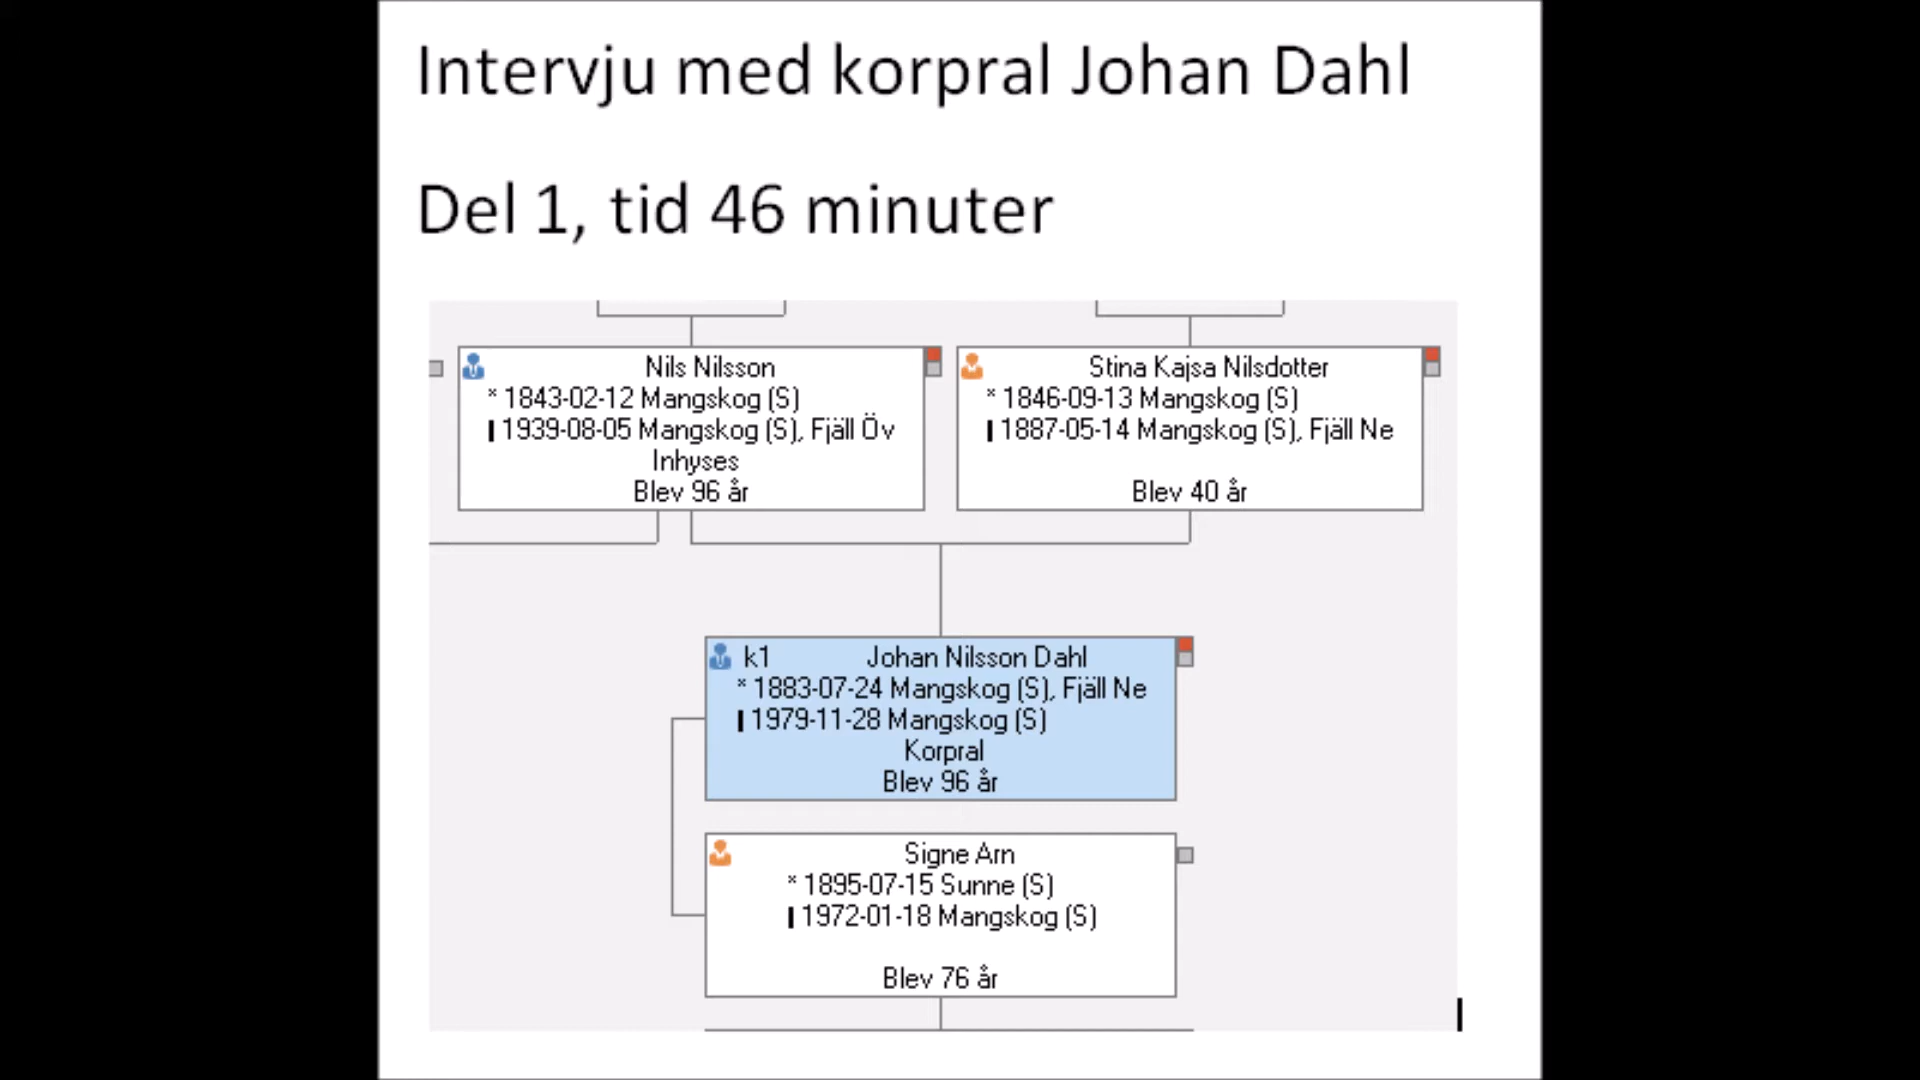 Intervju med korpral Johan Dahl
Del 1, tid 46 minuter
Nils Nilsson
* 1843-02-12 Mangskog (S)
1939-08-05 Mangskog (S), Fjäll Öv
Inhyses
Blev 96 år
Stina Kajsa Nilsdotter
* 1846-09-13 Mangskog (S)
1887-05-14 Mangskog (S), Fjäll Ne
Blev 40 år
k1 Johan Nilsson Dahl
* 1883-07-24 Mangskog (S), Fjäll Ne
1979-11-28 Mangskog (S)
Korpral
Blev 96 år
Signe Arn
* 1895-07-15 Sunne (S)
1972-01-18 Mangskog (S)
Blev 76 år